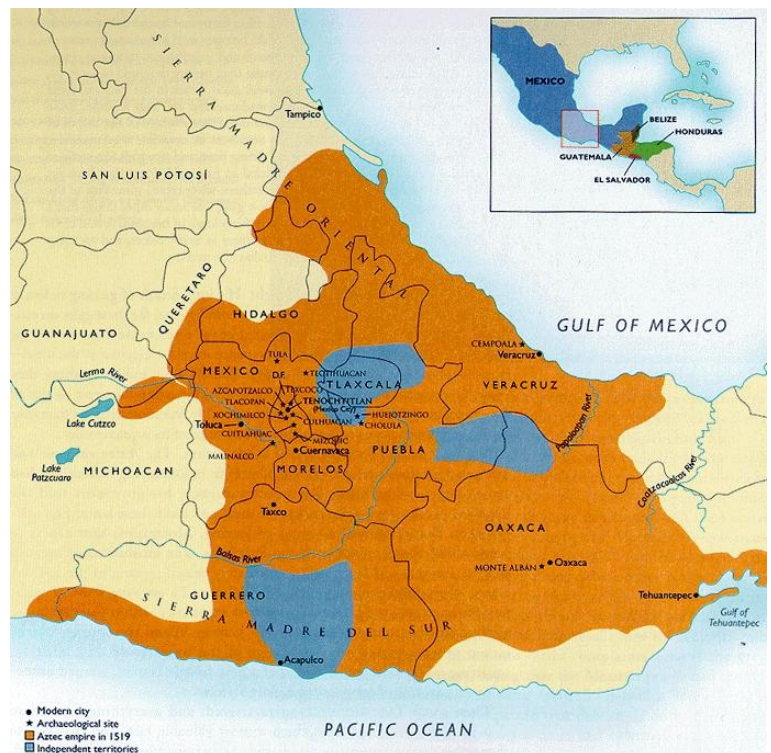 SIERRA MADRE ORIENTAL
Tampico
MEXICO
BELIZE
HONDURAS
GUATEMALA
EL SALVADOR
SAN LUIS POTOSÍ
QUERETARO
HIDALGO
GUANAJUATO
GULF OF MEXICO
CEMPOALA
Veracruz
MEXICO
TULA
D.F.
TEOTIHUACAN
TLAXCALA
VERACRUZ
Lerma River
AZCAPOTZALCO
TEXCOCO
TLACOPAN
TENOCHTITLAN
(Mexico City)
XOCHIMILCO
CULHUACAN
HUEJOTZINGO
CHOLULA
Lake Cutzco
Toluca
CUITLAHUAC
MIZQUIC
PUEBLA
Papaloapan River
Cuernavaca
MALINALCO
Lake
Patzcuaro
MICHOACAN
MORELOS
Coatzacoalcos River
Taxco
OAXACA
Balsas River
MONTE ALBÁN
Oaxaca
GUERRERO
Tehuantepec
SIERRA MADRE DEL SUR
Gulf of
Tehuantepec
Acapulco
Modern city
Archaeological site
Aztec empire in 1519
Independent territories
PACIFIC OCEAN